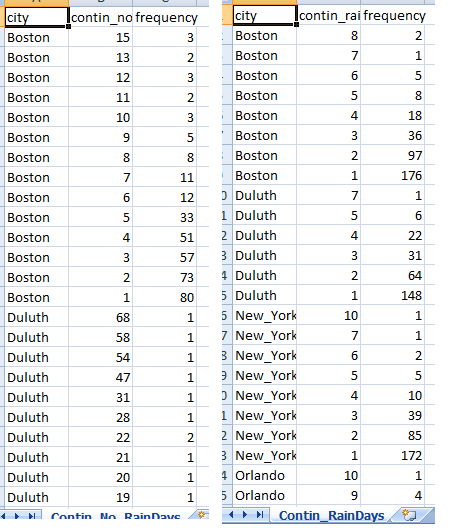 city contin_no frequency
Boston 15 3
Boston 13 2
Boston 12 3
Boston 11 2
Boston 10 3
Boston 9 5
Boston 8 8
Boston 7 11
Boston 6 12
Boston 5 33
Boston 4 51
Boston 3 57
Boston 2 73
Boston 1 80
Duluth 68 1
Duluth 58 1
Duluth 54 1
Duluth 47 1
Duluth 31 1
Duluth 28 1
Duluth 22 2
Duluth 21 1
Duluth 20 1
Duluth 19 1
Contin_No_RainDays
city contin_rai frequency
Boston 8 2
Boston 7 1
Boston 6 5
Boston 5 8
Boston 4 18
Boston 3 36
Boston 2 97
Boston 1 176
Duluth 7 1
Duluth 5 6
Duluth 4 22
Duluth 3 31
Duluth 2 64
Duluth 1 148
New_York 10 1
New_York 7 1
New_York 6 2
New_York 5 5
New_York 4 10
New_York 3 39
New_York 2 85
New_York 1 172
Orlando 10 1
Orlando 9 4
Contin_RainDays